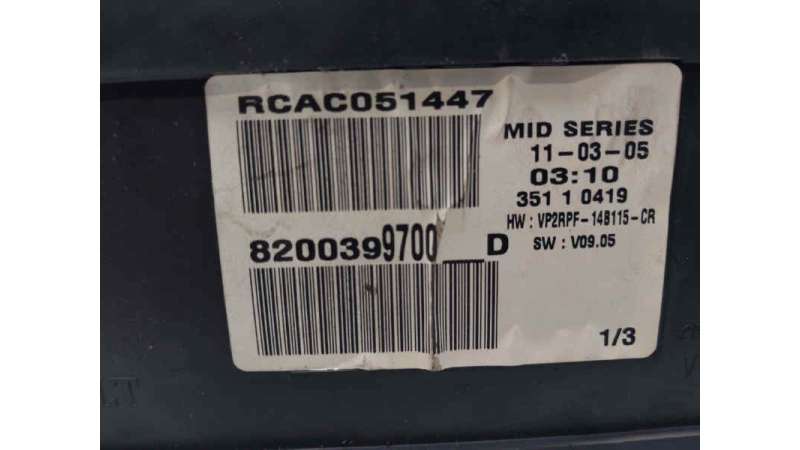 RCAC051447
MID SERIES
11-03-05
03:10
351 1 0419
HW : VP2RPF-14B115-CR
SW : V09.05
8200399700__D
1/3